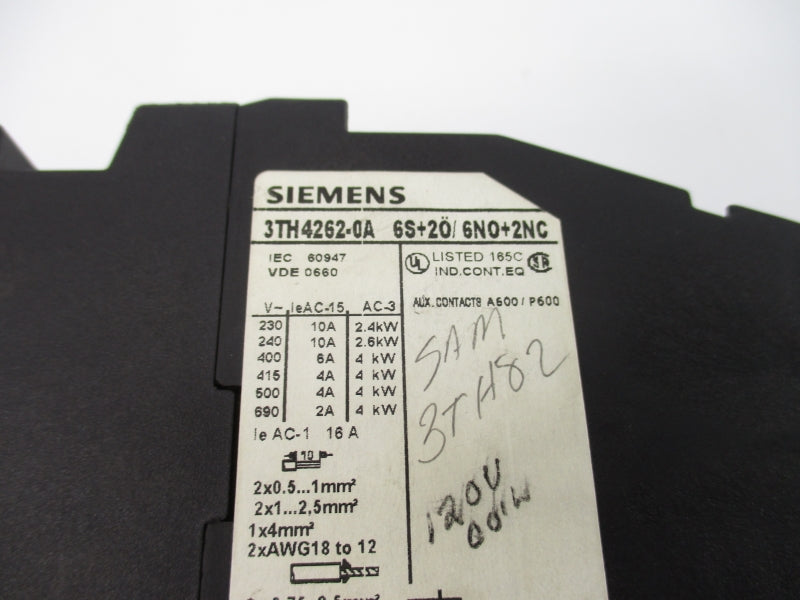 SIEMENS
3TH4262-0A 6S+2Ö/6NO+2NC
IEC 60947
VDE 0660
UL LISTED 165C
IND.CONT.EQ
AUX. CONTACTS A600/P600
V~ IeAC-15 AC-3
230 10A 2.4kW
240 10A 2.6kW
400 6A 4 kW
415 4A 4 kW
500 4A 4 kW
690 2A 4 kW
Ie AC-1 16 A
10
2x0.5...1mm²
2x1...2,5mm²
1x4mm²
2xAWG18 to 12
SAM
3TH82
120V